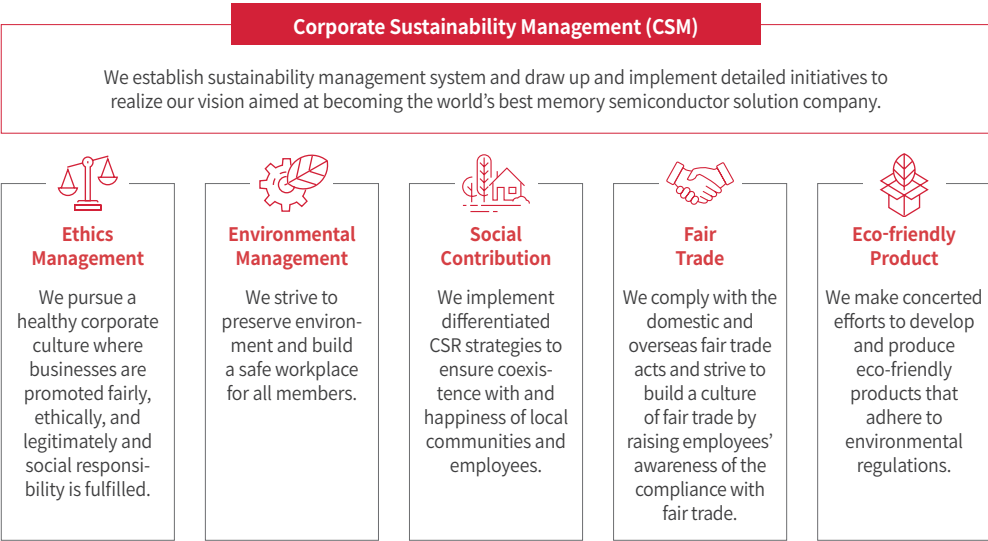 Corporate Sustainability Management (CSM)
We establish sustainability management system and draw up and implement detailed initiatives to
realize our vision aimed at becoming the world's best memory semiconductor solution company.
Ethics
Management
We pursue a
healthy corporate
culture where
businesses are
promoted fairly,
ethically, and
legitimately and
social responsi-
bility is fulfilled.
Environmental
Management
We strive to
preserve environ-
ment and build
a safe workplace
for all members.
Social
Contribution
We implement
differentiated
CSR strategies to
ensure coexis-
tence with and
happiness of local
communities and
employees.
Fair
Trade
We comply with the
domestic and
overseas fair trade
acts and strive to
build a culture
of fair trade by
raising employees'
awareness of the
compliance with
fair trade.
Eco-friendly
Product
We make concerted
efforts to develop
and produce
eco-friendly
products that
adhere to
environmental
regulations.